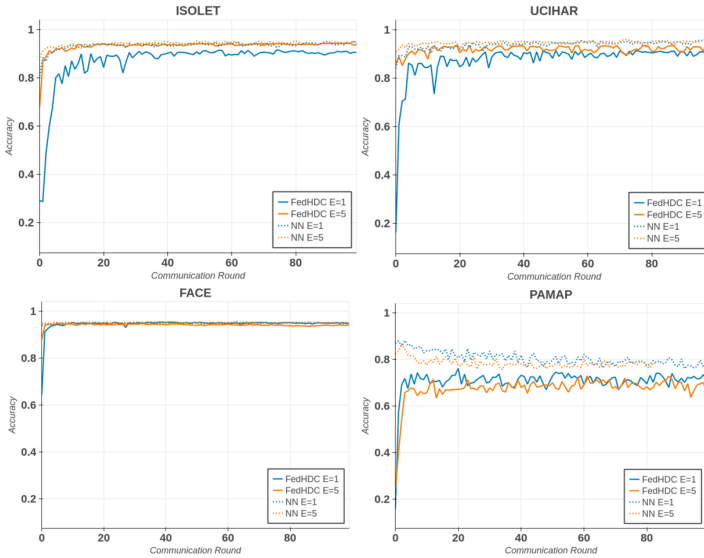 ISOLET
1
0.8
0.6
0.4
0.2
Accuracy
0
20
40
60
80
Communication Round
FedHDC E=1
FedHDC E=5
NN E=1
NN E=5
UCIHAR
1
0.8
0.6
0.4
0.2
Accuracy
0
20
40
60
80
Communication Round
FedHDC E=1
FedHDC E=5
NN E=1
NN E=5
FACE
1
0.8
0.6
0.4
0.2
Accuracy
0
20
40
60
80
Communication Round
FedHDC E=1
FedHDC E=5
NN E=1
NN E=5
PAMAP
1
0.8
0.6
0.4
0.2
Accuracy
0
20
40
60
80
Communication Round
FedHDC E=1
FedHDC E=5
NN E=1
NN E=5